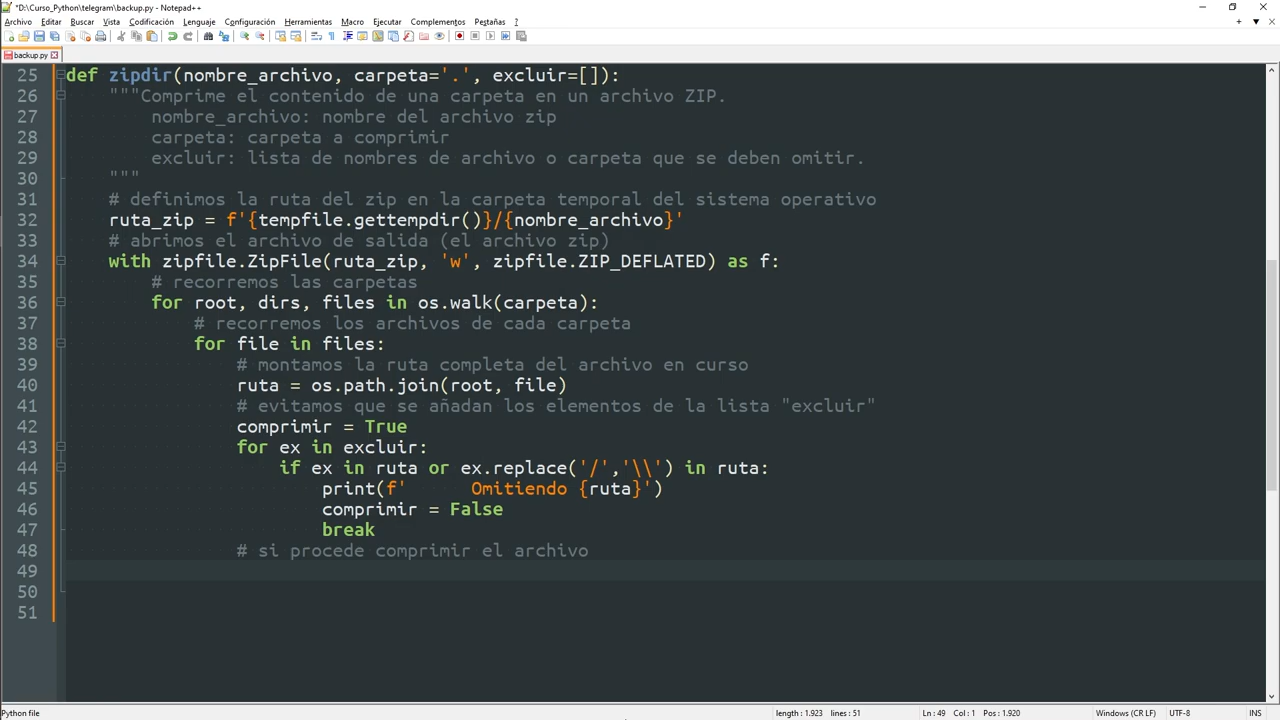 *D:\Curso_Python\telegram\backup.py - Notepad++
Archivo Editar Buscar Vista Codificación Lenguaje Configuración Herramientas Macro Ejecutar Complementos Pestañas ?
backup.py
25 def zipdir(nombre_archivo, carpeta='.', excluir=[]):
26 """Comprime el contenido de una carpeta en un archivo ZIP.
27 nombre_archivo: nombre del archivo zip
28 carpeta: carpeta a comprimir
29 excluir: lista de nombres de archivo o carpeta que se deben omitir.
30 """
31 # definimos la ruta del zip en la carpeta temporal del sistema operativo
32 ruta_zip = f'{tempfile.gettempdir()}/{nombre_archivo}'
33 # abrimos el archivo de salida (el archivo zip)
34 with zipfile.ZipFile(ruta_zip, 'w', zipfile.ZIP_DEFLATED) as f:
35 # recorremos las carpetas
36 for root, dirs, files in os.walk(carpeta):
37 # recorremos los archivos de cada carpeta
38 for file in files:
39 # montamos la ruta completa del archivo en curso
40 ruta = os.path.join(root, file)
41 # evitamos que se añadan los elementos de la lista "excluir"
42 comprimir = True
43 for ex in excluir:
44 if ex in ruta or ex.replace('/','\\') in ruta:
45 print(f'      Omitiendo {ruta}')
46 comprimir = False
47 break
48 # si procede comprimir el archivo
49
50
51
Python file length : 1.923 lines : 51 Ln : 49 Col : 1 Pos : 1.920 Windows (CR LF) UTF-8 INS